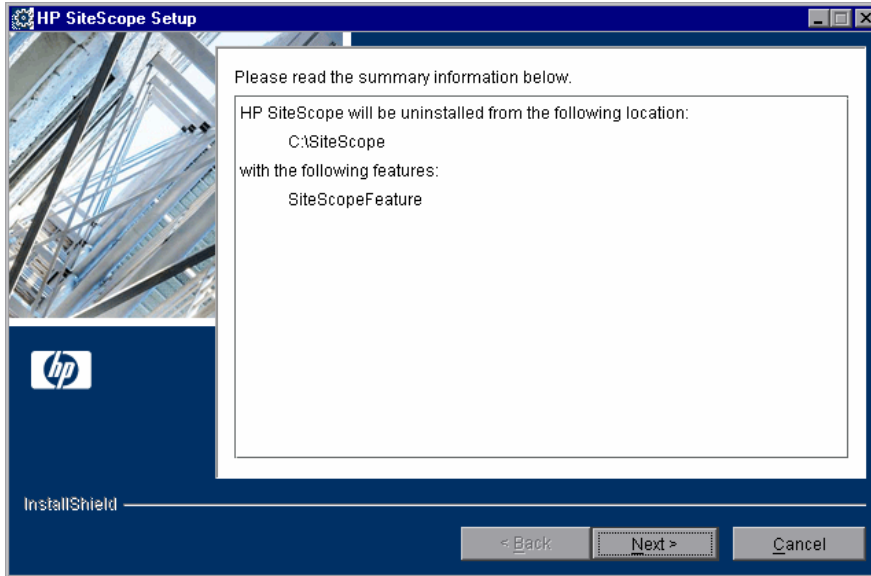 HP SiteScope Setup
Please read the summary information below.
HP SiteScope will be uninstalled from the following location:
C:\SiteScope
with the following features:
SiteScopeFeature
hp
InstallShield
< Back
Next >
Cancel